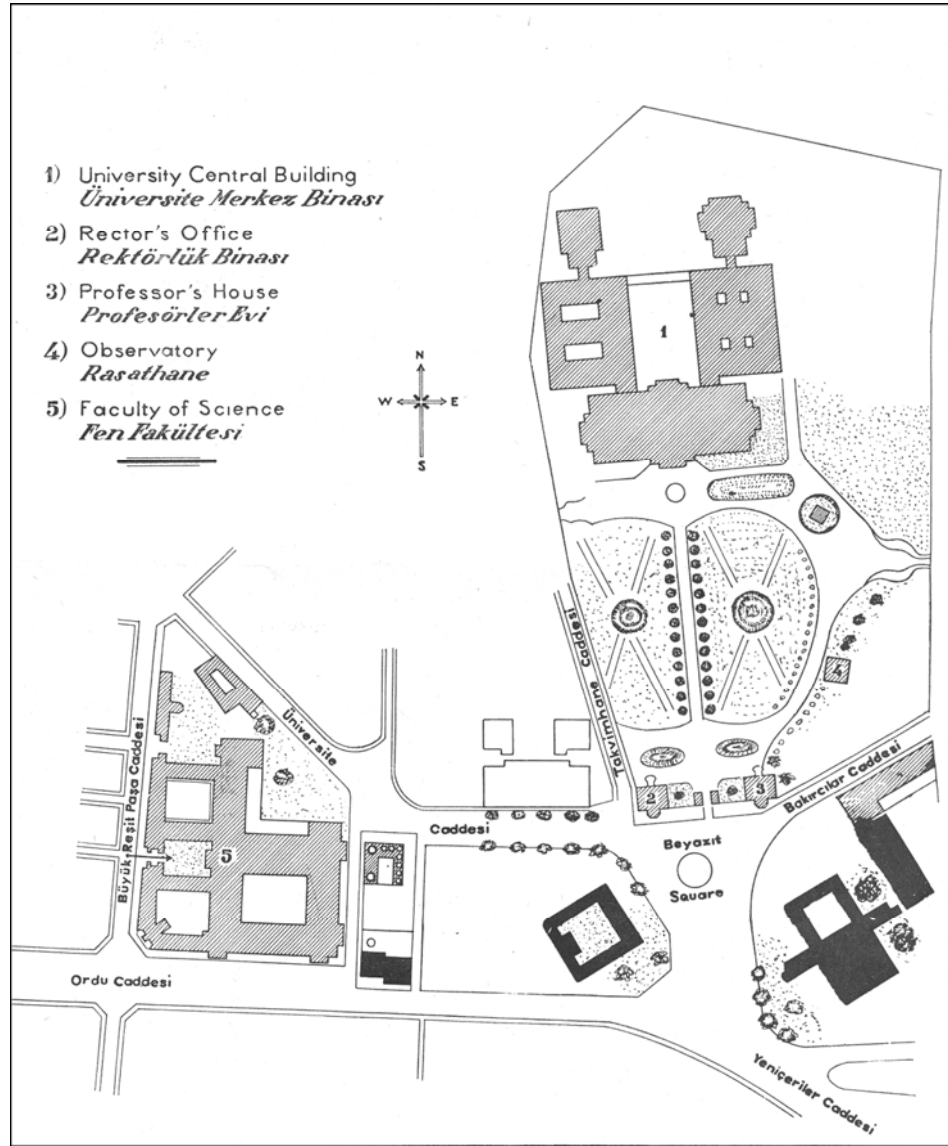 1) University Central Building
Üniversite Merkez Binası
2) Rector's Office
Rektörlük Binası
3) Professor's House
Profesörler Evi
4) Observatory
Rasathane
5) Faculty of Science
Fen Fakültesi
N
W E
S
1
Takvimhane caddesi
4
Üniversite
Büyük Reşit Paşa Caddesi
2
3
Bakırcılar Caddesi
Caddesi
Beyazıt
Square
5
Ordu Caddesi
Yeniçeriler Caddesi